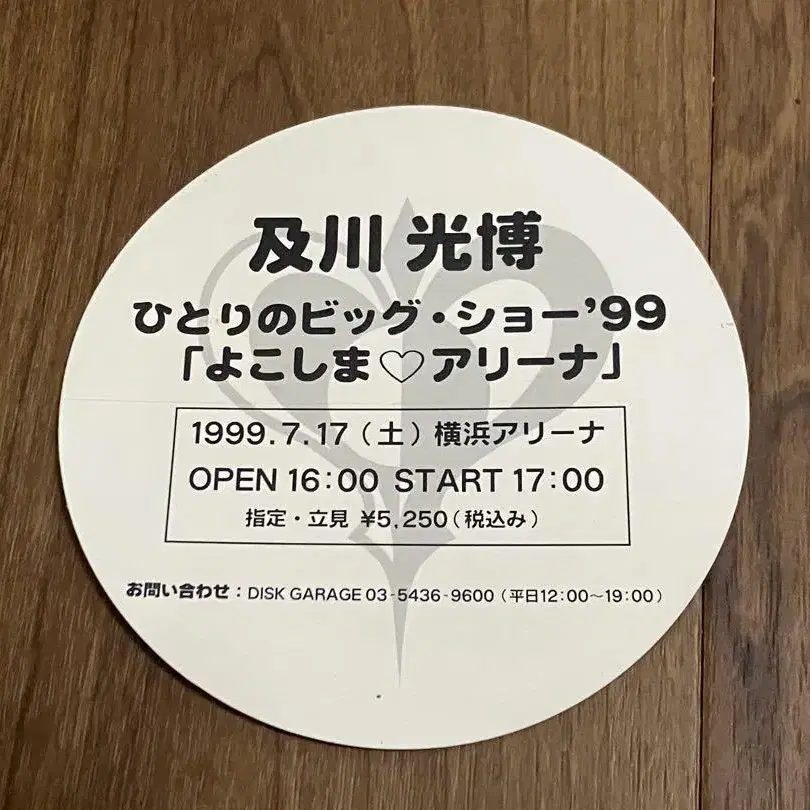 及川 光博
ひとりのビッグ・ショー’99
「よこしま♡アリーナ」
1999.7.17（土）横浜アリーナ
OPEN 16:00 START 17:00
指定・立見 ¥5,250（税込み）
お問い合わせ：DISK GARAGE 03-5436-9600（平日12:00〜19:00）